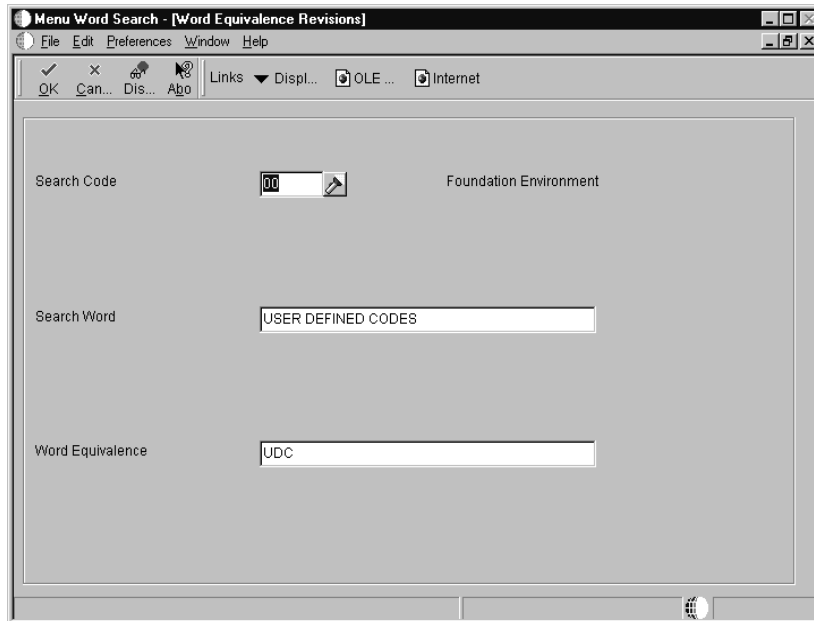 Menu Word Search - [Word Equivalence Revisions]
File Edit Preferences Window Help
OK Can... Dis... Abo Links Displ... OLE ... Internet
Search Code 00 Foundation Environment
Search Word USER DEFINED CODES
Word Equivalence UDC